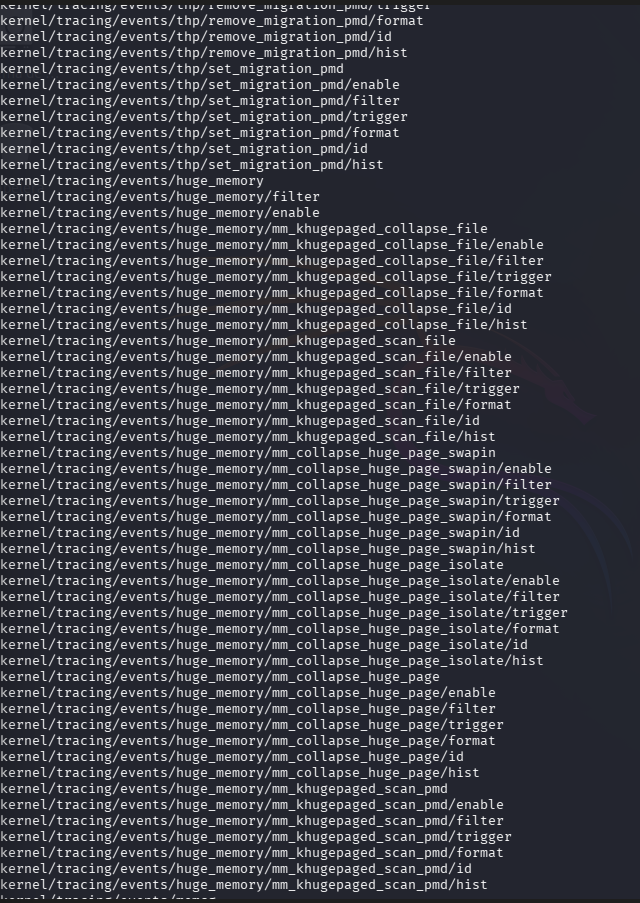 kernel/tracing/events/thp/remove_migration_pmd/trigger
kernel/tracing/events/thp/remove_migration_pmd/format
kernel/tracing/events/thp/remove_migration_pmd/id
kernel/tracing/events/thp/remove_migration_pmd/hist
kernel/tracing/events/thp/set_migration_pmd
kernel/tracing/events/thp/set_migration_pmd/enable
kernel/tracing/events/thp/set_migration_pmd/filter
kernel/tracing/events/thp/set_migration_pmd/trigger
kernel/tracing/events/thp/set_migration_pmd/format
kernel/tracing/events/thp/set_migration_pmd/id
kernel/tracing/events/thp/set_migration_pmd/hist
kernel/tracing/events/huge_memory
kernel/tracing/events/huge_memory/filter
kernel/tracing/events/huge_memory/enable
kernel/tracing/events/huge_memory/mm_khugepaged_collapse_file
kernel/tracing/events/huge_memory/mm_khugepaged_collapse_file/enable
kernel/tracing/events/huge_memory/mm_khugepaged_collapse_file/filter
kernel/tracing/events/huge_memory/mm_khugepaged_collapse_file/trigger
kernel/tracing/events/huge_memory/mm_khugepaged_collapse_file/format
kernel/tracing/events/huge_memory/mm_khugepaged_collapse_file/id
kernel/tracing/events/huge_memory/mm_khugepaged_collapse_file/hist
kernel/tracing/events/huge_memory/mm_khugepaged_scan_file
kernel/tracing/events/huge_memory/mm_khugepaged_scan_file/enable
kernel/tracing/events/huge_memory/mm_khugepaged_scan_file/filter
kernel/tracing/events/huge_memory/mm_khugepaged_scan_file/trigger
kernel/tracing/events/huge_memory/mm_khugepaged_scan_file/format
kernel/tracing/events/huge_memory/mm_khugepaged_scan_file/id
kernel/tracing/events/huge_memory/mm_khugepaged_scan_file/hist
kernel/tracing/events/huge_memory/mm_collapse_huge_page_swapin
kernel/tracing/events/huge_memory/mm_collapse_huge_page_swapin/enable
kernel/tracing/events/huge_memory/mm_collapse_huge_page_swapin/filter
kernel/tracing/events/huge_memory/mm_collapse_huge_page_swapin/trigger
kernel/tracing/events/huge_memory/mm_collapse_huge_page_swapin/format
kernel/tracing/events/huge_memory/mm_collapse_huge_page_swapin/id
kernel/tracing/events/huge_memory/mm_collapse_huge_page_swapin/hist
kernel/tracing/events/huge_memory/mm_collapse_huge_page_isolate
kernel/tracing/events/huge_memory/mm_collapse_huge_page_isolate/enable
kernel/tracing/events/huge_memory/mm_collapse_huge_page_isolate/filter
kernel/tracing/events/huge_memory/mm_collapse_huge_page_isolate/trigger
kernel/tracing/events/huge_memory/mm_collapse_huge_page_isolate/format
kernel/tracing/events/huge_memory/mm_collapse_huge_page_isolate/id
kernel/tracing/events/huge_memory/mm_collapse_huge_page_isolate/hist
kernel/tracing/events/huge_memory/mm_collapse_huge_page
kernel/tracing/events/huge_memory/mm_collapse_huge_page/enable
kernel/tracing/events/huge_memory/mm_collapse_huge_page/filter
kernel/tracing/events/huge_memory/mm_collapse_huge_page/trigger
kernel/tracing/events/huge_memory/mm_collapse_huge_page/format
kernel/tracing/events/huge_memory/mm_collapse_huge_page/id
kernel/tracing/events/huge_memory/mm_collapse_huge_page/hist
kernel/tracing/events/huge_memory/mm_khugepaged_scan_pmd
kernel/tracing/events/huge_memory/mm_khugepaged_scan_pmd/enable
kernel/tracing/events/huge_memory/mm_khugepaged_scan_pmd/filter
kernel/tracing/events/huge_memory/mm_khugepaged_scan_pmd/trigger
kernel/tracing/events/huge_memory/mm_khugepaged_scan_pmd/format
kernel/tracing/events/huge_memory/mm_khugepaged_scan_pmd/id
kernel/tracing/events/huge_memory/mm_khugepaged_scan_pmd/hist